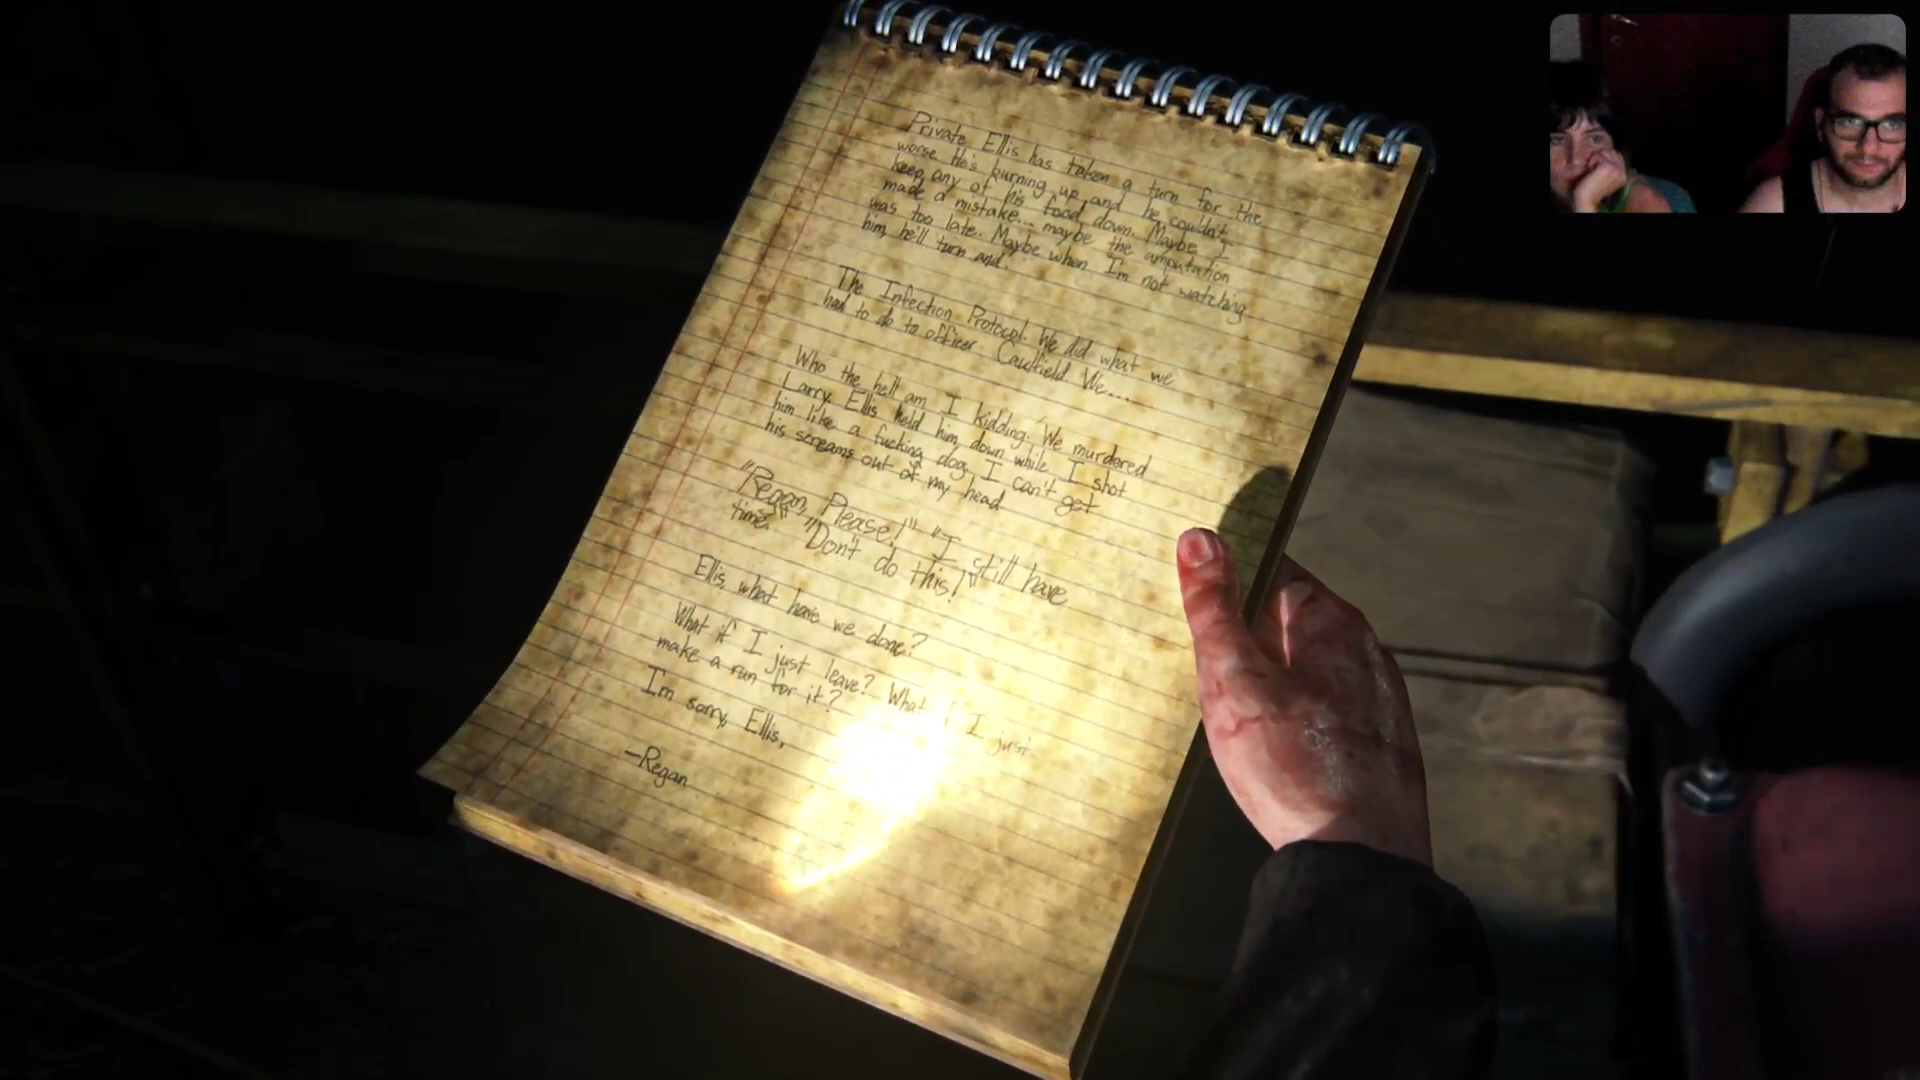 Private Ellis has taken a turn for the
worse He's burning up and he couldn't
keep any of his food down. Maybe I
made a mistake... maybe the amputation
was too late. Maybe when I'm not watching
him, he'll turn and.
The Infection Protocol. We did what we
had to do to officer Caulfield We...
Who the hell am I kidding. We murdered
Larry. Ellis held him down while I shot
him like a fucking dog. I can't get
his screams out of my head
"Regan, Please!" "I still have
time." "Don't do this!"
Ellis, what have we done?
What if I just leave? What if I just
make a run for it?
I'm sorry, Ellis,
-Regan